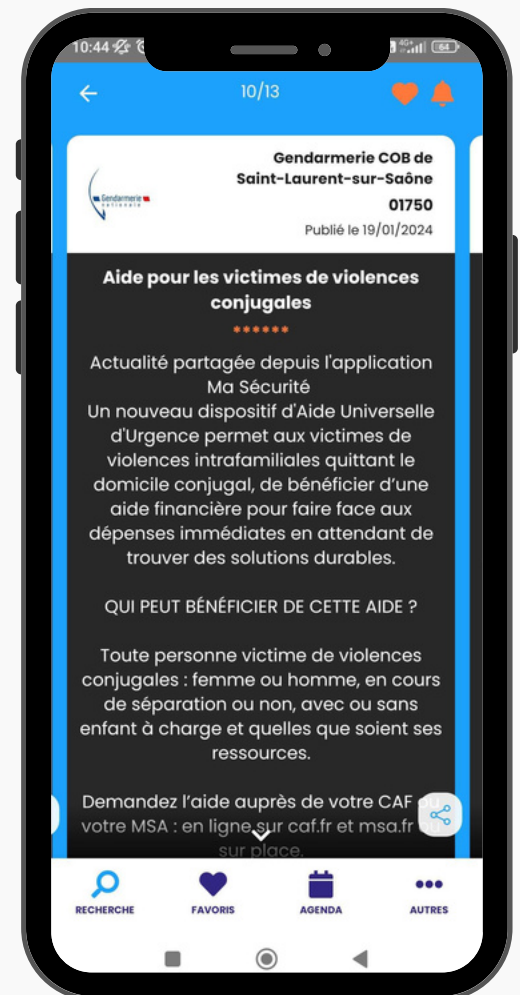 10:44
4G+
64
10/13
Gendarmerie
nationale
Gendarmerie COB de
Saint-Laurent-sur-Saône
01750
Publié le 19/01/2024
Aide pour les victimes de violences
conjugales
******
Actualité partagée depuis l'application
Ma Sécurité
Un nouveau dispositif d'Aide Universelle
d'Urgence permet aux victimes de
violences intrafamiliales quittant le
domicile conjugal, de bénéficier d'une
aide financière pour faire face aux
dépenses immédiates en attendant de
trouver des solutions durables.
QUI PEUT BÉNÉFICIER DE CETTE AIDE ?
Toute personne victime de violences
conjugales : femme ou homme, en cours
de séparation ou non, avec ou sans
enfant à charge et quelles que soient ses
ressources.
Demandez l'aide auprès de votre CAF ou
votre MSA : en ligne sur caf.fr et msa.fr ou
sur place.
RECHERCHE
FAVORIS
AGENDA
AUTRES